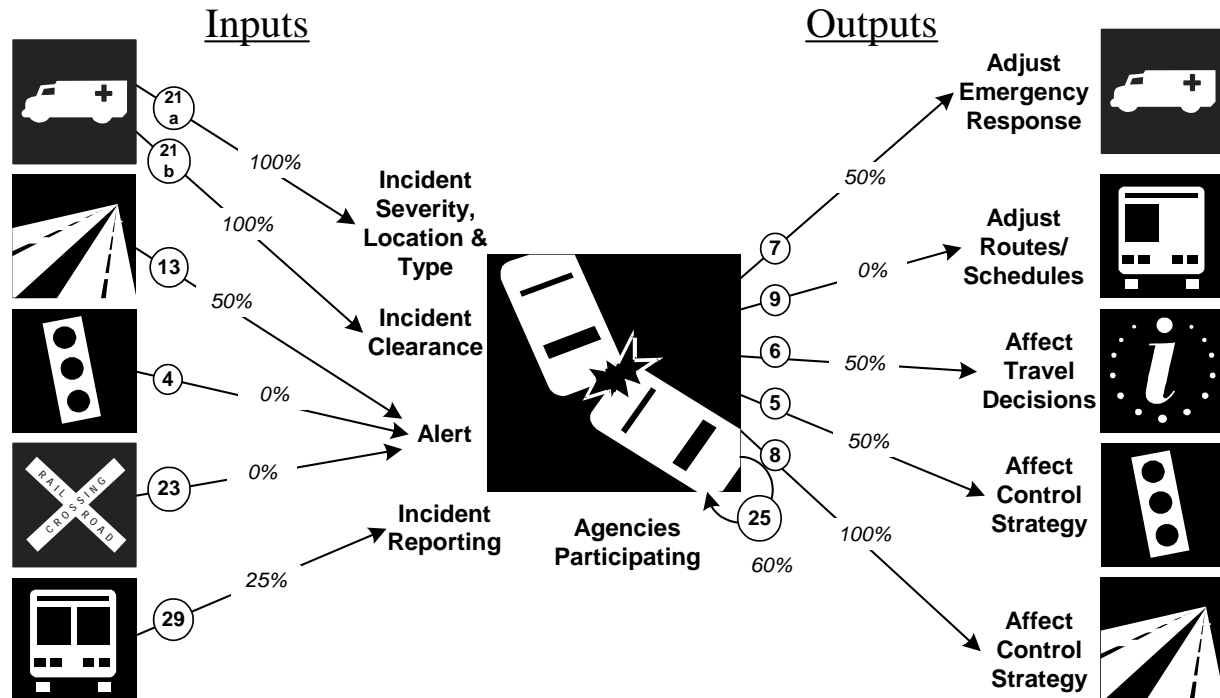 Inputs
Outputs
21
a
21
b
100%
100%
Incident
Severity,
Location &
Type
13
50%
Incident
Clearance
4
0%
Alert
23
0%
RAIL
CROSSING
ROAD
Incident
Reporting
29
25%
Agencies
Participating
25
60%
7
50%
Adjust
Emergency
Response
9
0%
Adjust
Routes/
Schedules
6
50%
Affect
Travel
Decisions
i
5
50%
Affect
Control
Strategy
8
100%
Affect
Control
Strategy